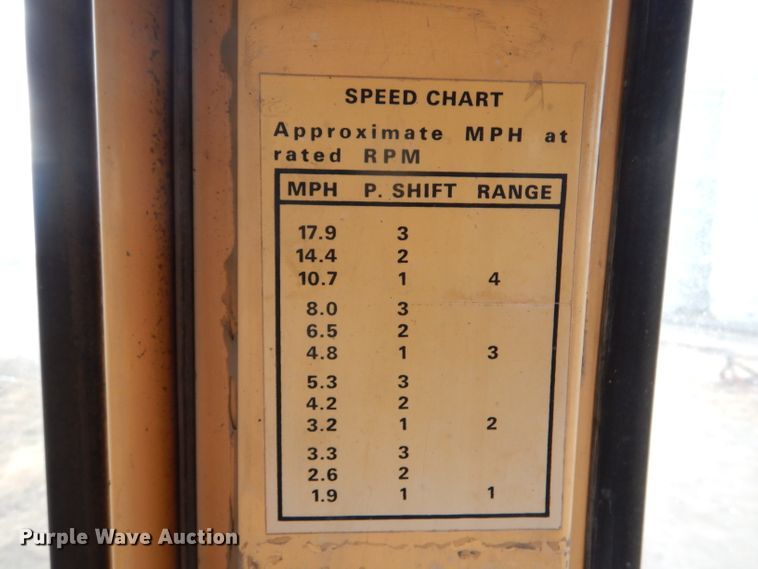 SPEED CHART
Approximate MPH at
rated RPM
MPH P. SHIFT RANGE
17.9 3
14.4 2
10.7 1 4
8.0 3
6.5 2
4.8 1 3
5.3 3
4.2 2
3.2 1 2
3.3 3
2.6 2
1.9 1 1
Purple Wave Auction